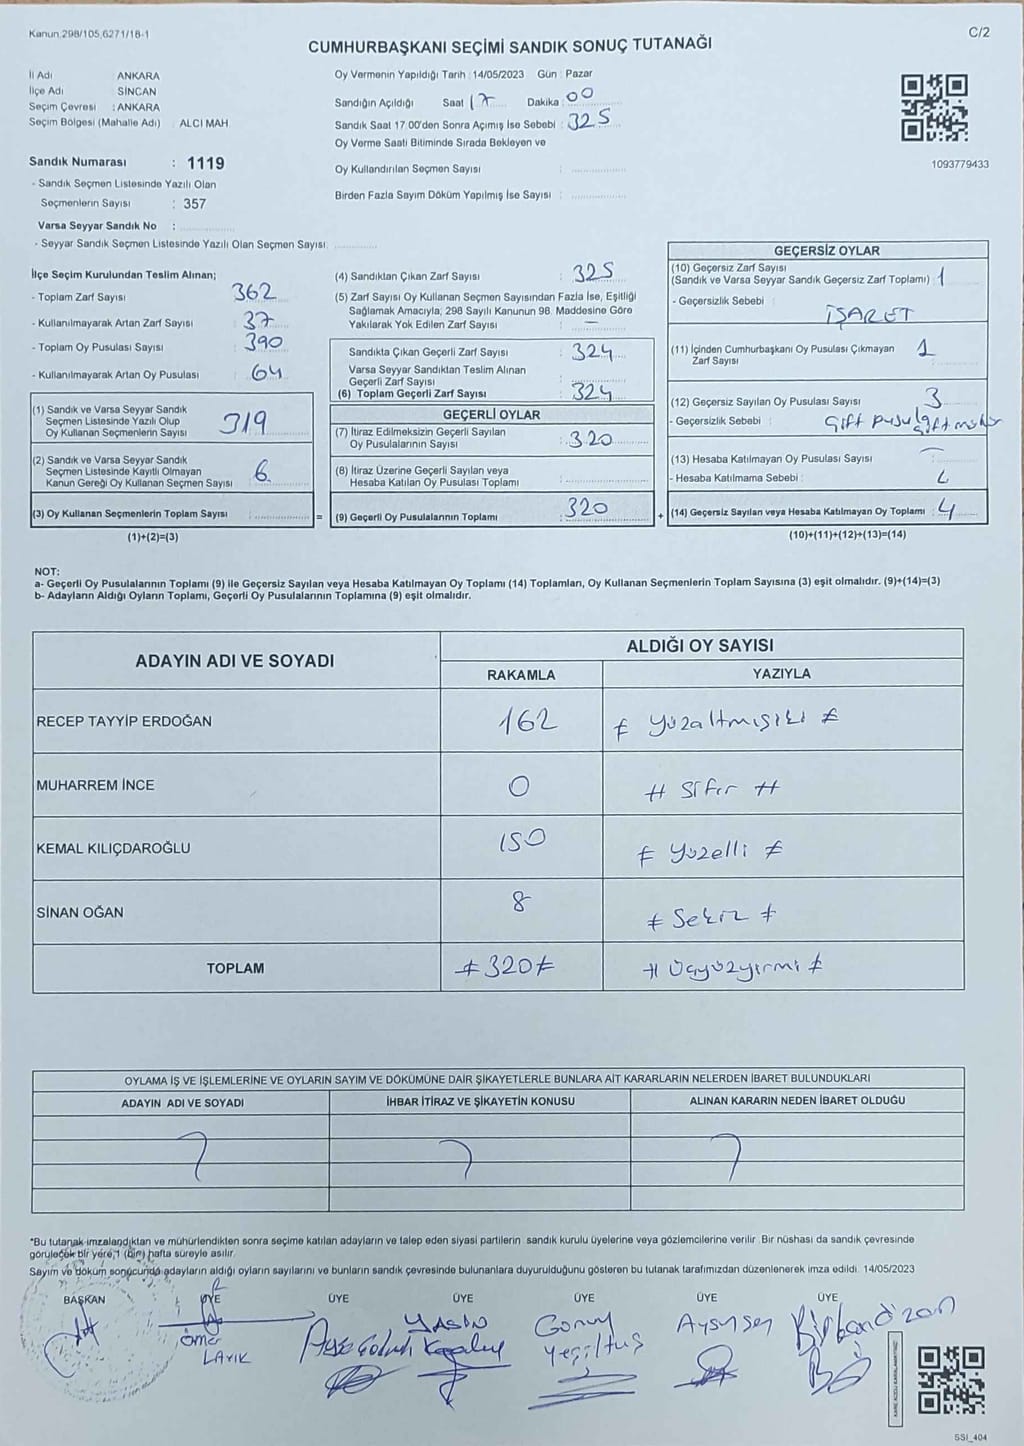 Kanun.298/105,6271/18-1
C/2
CUMHURBAŞKANI SEÇİMİ SANDIK SONUÇ TUTANAĞI
İl Adı : ANKARA
İlçe Adı : SİNCAN
Seçim Çevresi : ANKARA
Seçim Bölgesi (Mahalle Adı) : ALCI MAH
Sandık Numarası : 1119
- Sandık Seçmen Listesinde Yazılı Olan
Seçmenlerin Sayısı : 357
Varsa Seyyar Sandık No :
- Seyyar Sandık Seçmen Listesinde Yazılı Olan Seçmen Sayısı:
Oy Vermenin Yapıldığı Tarih : 14/05/2023 Gün : Pazar
Sandığın Açıldığı Saat 17 Dakika : 00
Sandık Saat 17.00'den Sonra Açılmış İse Sebebi : 325
Oy Verme Saati Bitiminde Sırada Bekleyen ve
Oy Kullandırılan Seçmen Sayısı :
Birden Fazla Sayım Döküm Yapılmış İse Sayısı :
1093779433
İlçe Seçim Kurulundan Teslim Alınan;
- Toplam Zarf Sayısı : 362
- Kullanılmayarak Artan Zarf Sayısı : 37
- Toplam Oy Pusulası Sayısı : 390
- Kullanılmayarak Artan Oy Pusulası : 64
(1) Sandık ve Varsa Seyyar Sandık
Seçmen Listesinde Yazılı Olup
Oy Kullanan Seçmenlerin Sayısı : 319
(2) Sandık ve Varsa Seyyar Sandık
Seçmen Listesinde Kayıtlı Olmayan
Kanun Gereği Oy Kullanan Seçmen Sayısı : 6
(3) Oy Kullanan Seçmenlerin Toplam Sayısı :
(1)+(2)=(3)
(4) Sandıktan Çıkan Zarf Sayısı : 325
(5) Zarf Sayısı Oy Kullanan Seçmen Sayısından Fazla İse, Eşitliği
Sağlamak Amacıyla; 298 Sayılı Kanunun 98. Maddesine Göre
Yakılarak Yok Edilen Zarf Sayısı : —
Sandıkta Çıkan Geçerli Zarf Sayısı : 324
Varsa Seyyar Sandıktan Teslim Alınan
Geçerli Zarf Sayısı :
(6) Toplam Geçerli Zarf Sayısı : 324
GEÇERLİ OYLAR
(7) İtiraz Edilmeksizin Geçerli Sayılan
Oy Pusulalarının Sayısı : 320
(8) İtiraz Üzerine Geçerli Sayılan veya
Hesaba Katılan Oy Pusulası Toplamı :
= (9) Geçerli Oy Pusulalarının Toplamı : 320
GEÇERSİZ OYLAR
(10) Geçersiz Zarf Sayısı
(Sandık ve Varsa Seyyar Sandık Geçersiz Zarf Toplamı) : 1
- Geçersizlik Sebebi :
İŞARET
(11) İçinden Cumhurbaşkanı Oy Pusulası Çıkmayan
Zarf Sayısı : 1
(12) Geçersiz Sayılan Oy Pusulası Sayısı : 3
- Geçersizlik Sebebi : Çift pusula
(13) Hesaba Katılmayan Oy Pusulası Sayısı : —
- Hesaba Katılmama Sebebi :
+ (14) Geçersiz Sayılan veya Hesaba Katılmayan Oy Toplamı : 4
(10)+(11)+(12)+(13)=(14)
NOT:
a- Geçerli Oy Pusulalarının Toplamı (9) ile Geçersiz Sayılan veya Hesaba Katılmayan Oy Toplamı (14) Toplamları, Oy Kullanan Seçmenlerin Toplam Sayısına (3) eşit olmalıdır. (9)+(14)=(3)
b- Adayların Aldığı Oyların Toplamı, Geçerli Oy Pusulalarının Toplamına (9) eşit olmalıdır.
ADAYIN ADI VE SOYADI
ALDIĞI OY SAYISI
RAKAMLA YAZIYLA
RECEP TAYYİP ERDOĞAN 162 # Yüzaltmışiki #
MUHARREM İNCE 0 # Sıfır #
KEMAL KILIÇDAROĞLU 150 # Yüzelli #
SİNAN OĞAN 8 # Sekiz #
TOPLAM #320# # Üçyüzyirmi #
OYLAMA İŞ VE İŞLEMLERİNE VE OYLARIN SAYIM VE DÖKÜMÜNE DAİR ŞİKAYETLERLE BUNLARA AİT KARARLARIN NELERDEN İBARET BULUNDUKLARI
ADAYIN ADI VE SOYADI İHBAR İTİRAZ VE ŞİKAYETİN KONUSU ALINAN KARARIN NEDEN İBARET OLDUĞU
*Bu tutanak imzalandıktan ve mühürlendikten sonra seçime katılan adayların ve talep eden siyasi partilerin sandık kurulu üyelerine veya gözlemcilerine verilir. Bir nüshası da sandık çevresinde
görülecek bir yere,1 (bir) hafta süreyle asılır.
Sayım ve döküm sonucunda adayların aldığı oyların sayılarını ve bunların sandık çevresinde bulunanlara duyurulduğunu gösteren bu tutanak tarafımızdan düzenlenerek imza edildi. 14/05/2023
BAŞKAN ÜYE ÜYE ÜYE ÜYE ÜYE ÜYE
Ömer
LAYIK
YASİN
Gonul
Yeşiltuş
Aysu Şen
SSI_404